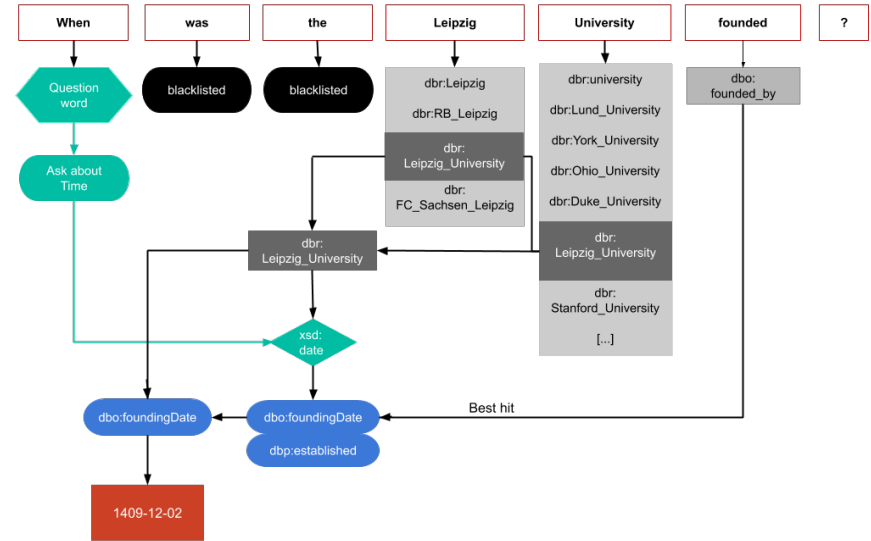 When was the Leipzig University founded ?
Question
word
blacklisted
blacklisted
dbr:Leipzig
dbr:RB_Leipzig
dbr:
Leipzig_University
dbr:
FC_Sachsen_Leipzig
dbr:university
dbr:Lund_University
dbr:York_University
dbr:Ohio_University
dbr:Duke_University
dbr:
Leipzig_University
dbr:
Stanford_University
[...]
dbo:
founded_by
Ask about
Time
dbr:
Leipzig_University
xsd:
date
Best hit
dbo:foundingDate
dbo:foundingDate
dbp:established
1409-12-02